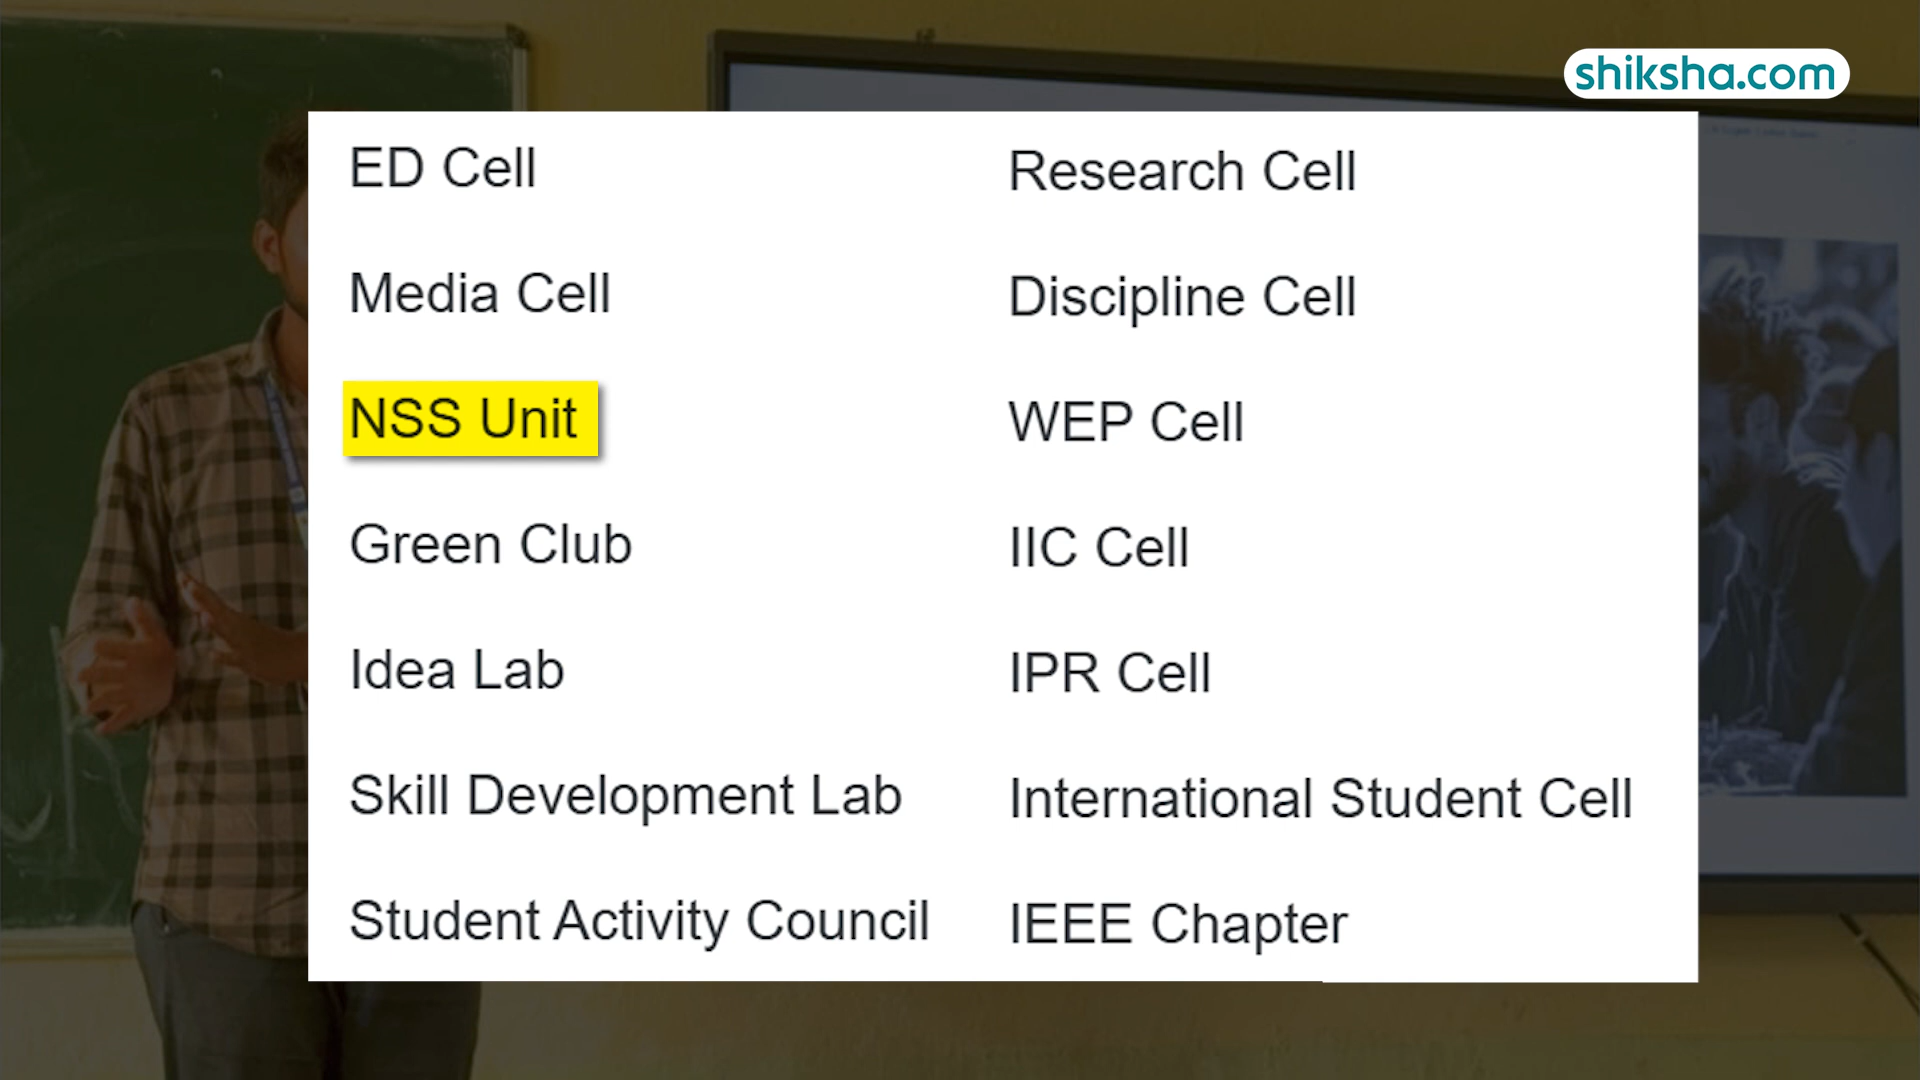 shiksha.com
ED Cell
Media Cell
NSS Unit
Green Club
Idea Lab
Skill Development Lab
Student Activity Council
Research Cell
Discipline Cell
WEP Cell
IIC Cell
IPR Cell
International Student Cell
IEEE Chapter